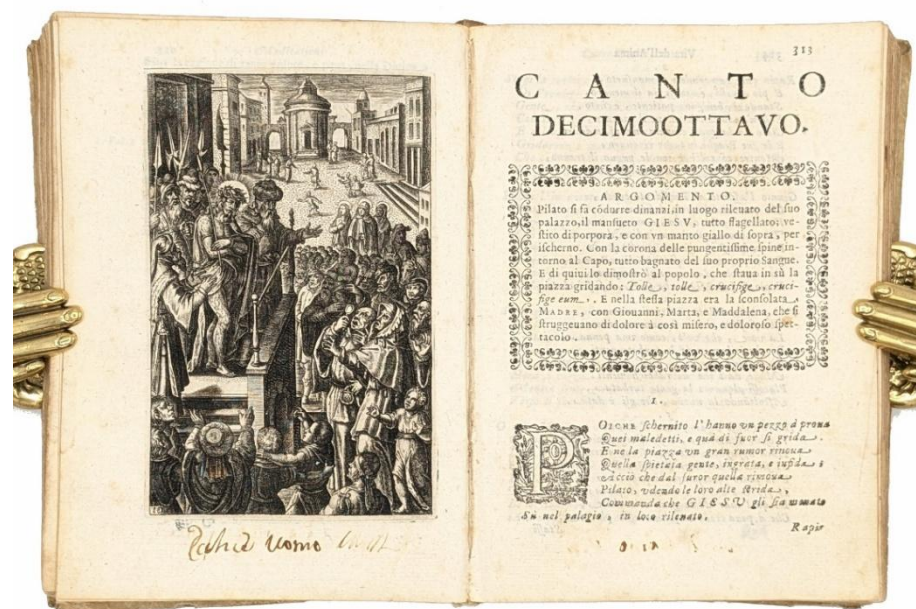 uomo
313
CANTO
DECIMOOTTAVO.
ARGOMENTO.
Pilato si fà cõdurre dinanzi, in luogo rileuato del suo
palazzo, il mansueto GIESV, tutto flagellato; ve-
stito di porpora, e con vn manto giallo di sopra, per
ischerno. Con la corona delle pungentissime spine in-
torno al Capo, tutto bagnato del suo proprio Sangue.
E di quiui lo dimostrò al popolo, che staua in sù la
piazza gridando: Tolle, tolle, crucifige, cruci-
fige eum. E nella stessa piazza era la sconsolata
MADRE, con Giouanni, Marta, e Maddalena, che si
struggeuano di dolore à così misero, e doloroso spet-
tacolo.
I.
POICHE schernito l'hanno vn pezzo à proua
Quei maledetti, e quà di fuor si grida
E ne la piazza vn gran rumor rinoua
Quella spietata gente, ingrata, e infida;
Acciò che dal furor quella rimoua
Pilato, vdendo le loro alte strida,
Commanda che GIESV gli sia menato
Sù nel palagio, in loco rileuato.
Rapir